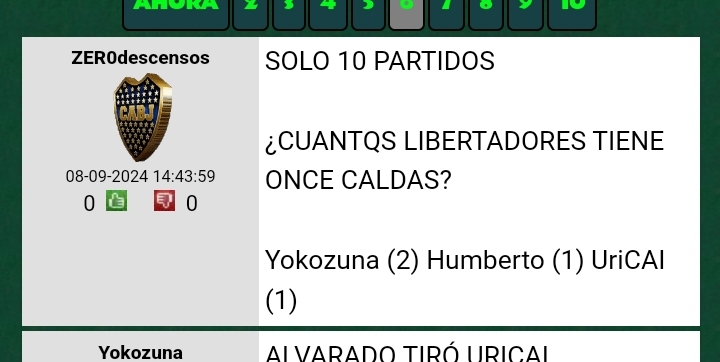 AHORA 2 3 4 5 6 7 8 9 10
ZER0descensos
CABJ
08-09-2024 14:43:59
0 0
SOLO 10 PARTIDOS
¿CUANTQS LIBERTADORES TIENE
ONCE CALDAS?
Yokozuna (2) Humberto (1) UriCAI
(1)
Yokozuna
ALVARADO TIRÓ URICAI